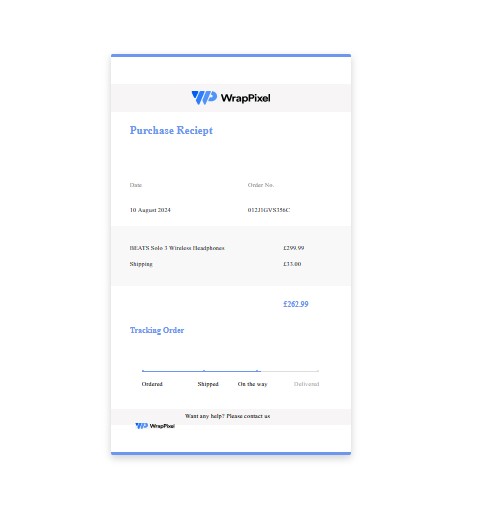 WrapPixel
Purchase Reciept
Date Order No.
10 August 2024 012J1GVS356C
BEATS Solo 3 Wireless Headphones £299.99
Shipping £33.00
£262.99
Tracking Order
Ordered Shipped On the way Delivered
Want any help? Please contact us
WrapPixel